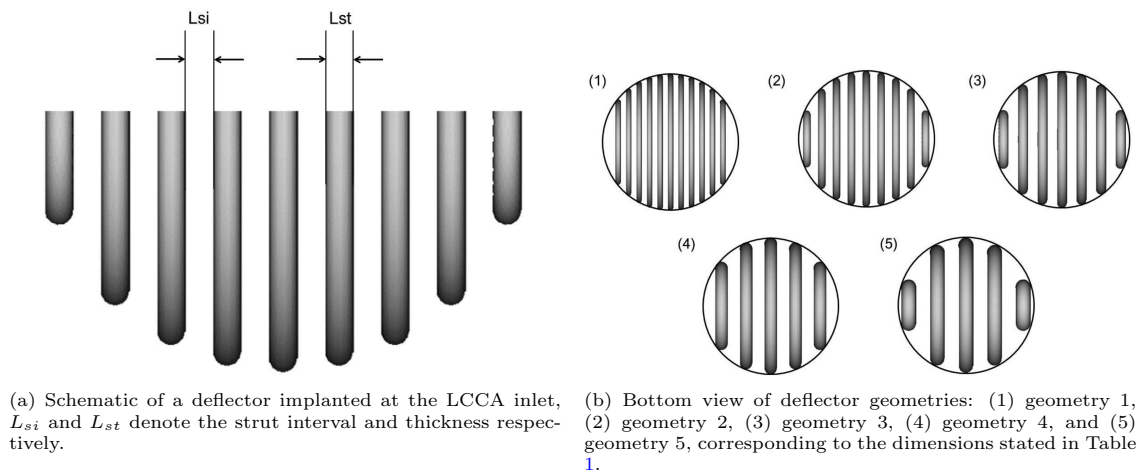 Lsi
Lst
(1)
(2)
(3)
(4)
(5)
(a) Schematic of a deflector implanted at the LCCA inlet,
Lsi and Lst denote the strut interval and thickness respec-
tively.
(b) Bottom view of deflector geometries: (1) geometry 1,
(2) geometry 2, (3) geometry 3, (4) geometry 4, and (5)
geometry 5, corresponding to the dimensions stated in Table
1.